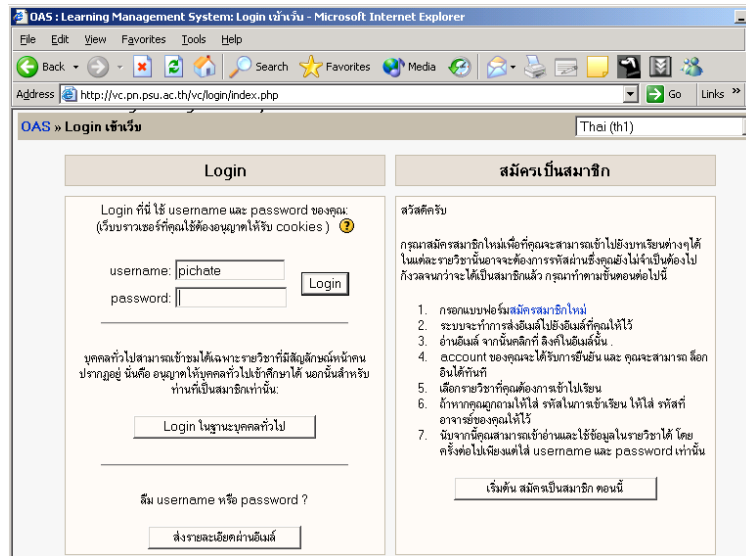 OAS : Learning Management System: Login เข้าเว็บ - Microsoft Internet Explorer
File Edit View Favorites Tools Help
Back Search Favorites Media
Address http://vc.pn.psu.ac.th/vc/login/index.php Go Links »
OAS » Login เข้าเว็บ Thai (th1)
Login
Login ที่นี่ ใช้ username และ password ของคุณ:
(เว็บบราวเซอร์ที่คุณใช้ต้องอนุญาตให้รับ cookies ) ?
username: pichate
password:
Login
บุคคลทั่วไปสามารถเข้าชมได้เฉพาะรายวิชาที่มีสัญลักษณ์หน้าคน
ปรากฏอยู่ นั่นคือ อนุญาตให้บุคคลทั่วไปเข้าศึกษาได้ นอกนั้นสำหรับ
ท่านที่เป็นสมาชิกเท่านั้น:
Login ในฐานะบุคคลทั่วไป
ลืม username หรือ password ?
ส่งรายละเอียดผ่านอีเมล์
สมัครเป็นสมาชิก
สวัสดีครับ
กรุณาสมัครสมาชิกใหม่เพื่อที่คุณจะสามารถเข้าไปยังบทเรียนต่างๆได้
ในแต่ละรายวิชานั้นอาจจะต้องการรหัสผ่านซึ่งคุณยังไม่จำเป็นต้องไป
กังวลจนกว่าจะได้เป็นสมาชิกแล้ว กรุณาทำตามขั้นตอนต่อไปนี้
1. กรอกแบบฟอร์มสมัครสมาชิกใหม่
2. ระบบจะทำการส่งอีเมล์ไปยังอีเมล์ที่คุณให้ไว้
3. อ่านอีเมล์ จากนั้นคลิกที่ ลิงค์ในอีเมล์นั้น .
4. account ของคุณจะได้รับการยืนยัน และ คุณจะสามารถ ล็อก
อินได้ทันที
5. เลือกรายวิชาที่คุณต้องการเข้าไปเรียน
6. ถ้าหากคุณถูกถามให้ใส่ รหัสในการเข้าเรียน ให้ใส่ รหัสที่
อาจารย์ของคุณให้ไว้
7. นับจากนี้คุณสามารถเข้าอ่านและใช้ข้อมูลในรายวิชาได้ โดย
ครั้งต่อไปเพียงแต่ใส่ username และ password เท่านั้น
เริ่มต้น สมัครเป็นสมาชิก ตอนนี้